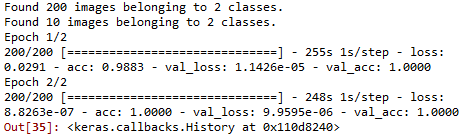 Found 200 images belonging to 2 classes.
Found 10 images belonging to 2 classes.
Epoch 1/2
200/200 [==============================] - 255s 1s/step - loss:
0.0291 - acc: 0.9883 - val_loss: 1.1426e-05 - val_acc: 1.0000
Epoch 2/2
200/200 [==============================] - 248s 1s/step - loss:
8.8263e-07 - acc: 1.0000 - val_loss: 9.9595e-06 - val_acc: 1.0000
Out[35]: <keras.callbacks.History at 0x110d8240>